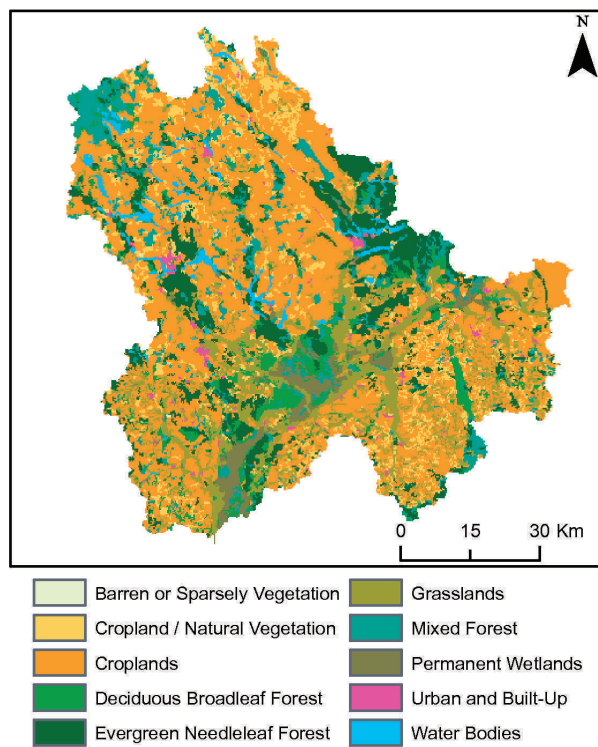 N
0 15 30 Km
Barren or Sparsely Vegetation
Grasslands
Cropland / Natural Vegetation
Mixed Forest
Croplands
Permanent Wetlands
Deciduous Broadleaf Forest
Urban and Built-Up
Evergreen Needleleaf Forest
Water Bodies